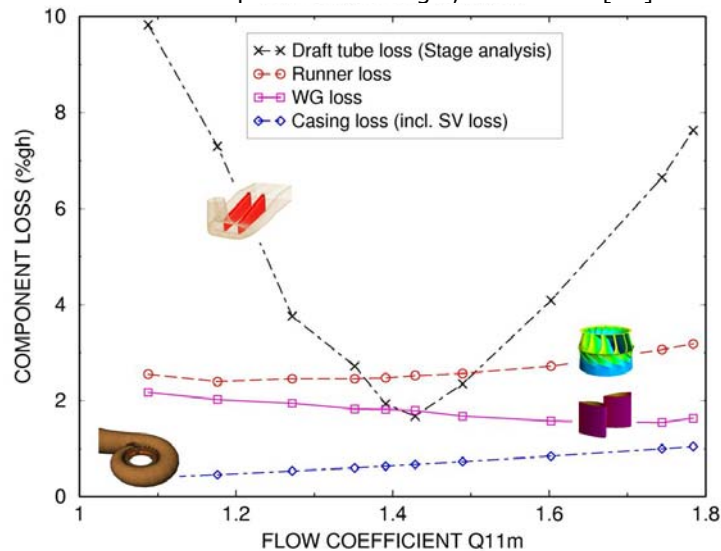 10
8
6
4
2
0
COMPONENT LOSS (%gh)
Draft tube loss (Stage analysis)
Runner loss
WG loss
Casing loss (incl. SV loss)
1
1.2
1.4
1.6
1.8
FLOW COEFFICIENT Q11m